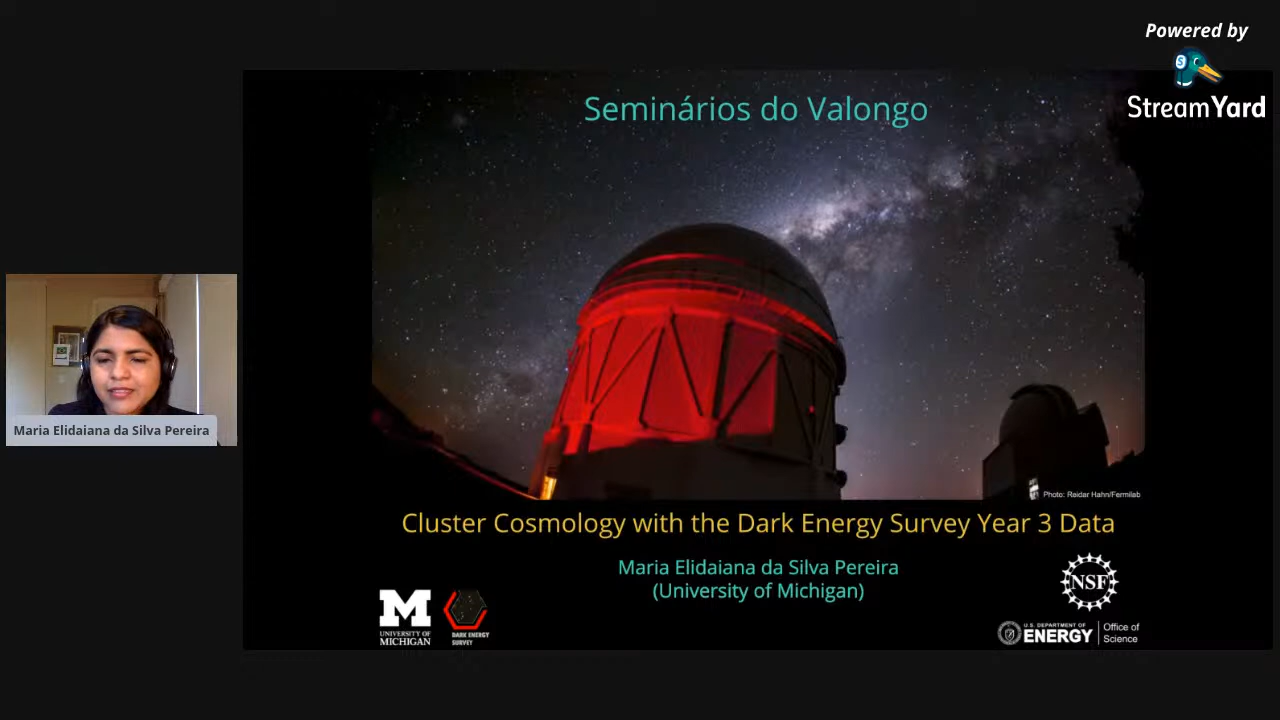 Powered by
StreamYard
Seminários do Valongo
Photo: Reidar Hahn/Fermilab
Maria Elidaiana da Silva Pereira
Cluster Cosmology with the Dark Energy Survey Year 3 Data
Maria Elidaiana da Silva Pereira
(University of Michigan)
M
UNIVERSITY OF
MICHIGAN
DARK ENERGY
SURVEY
NSF
U.S. DEPARTMENT OF
ENERGY
Office of
Science